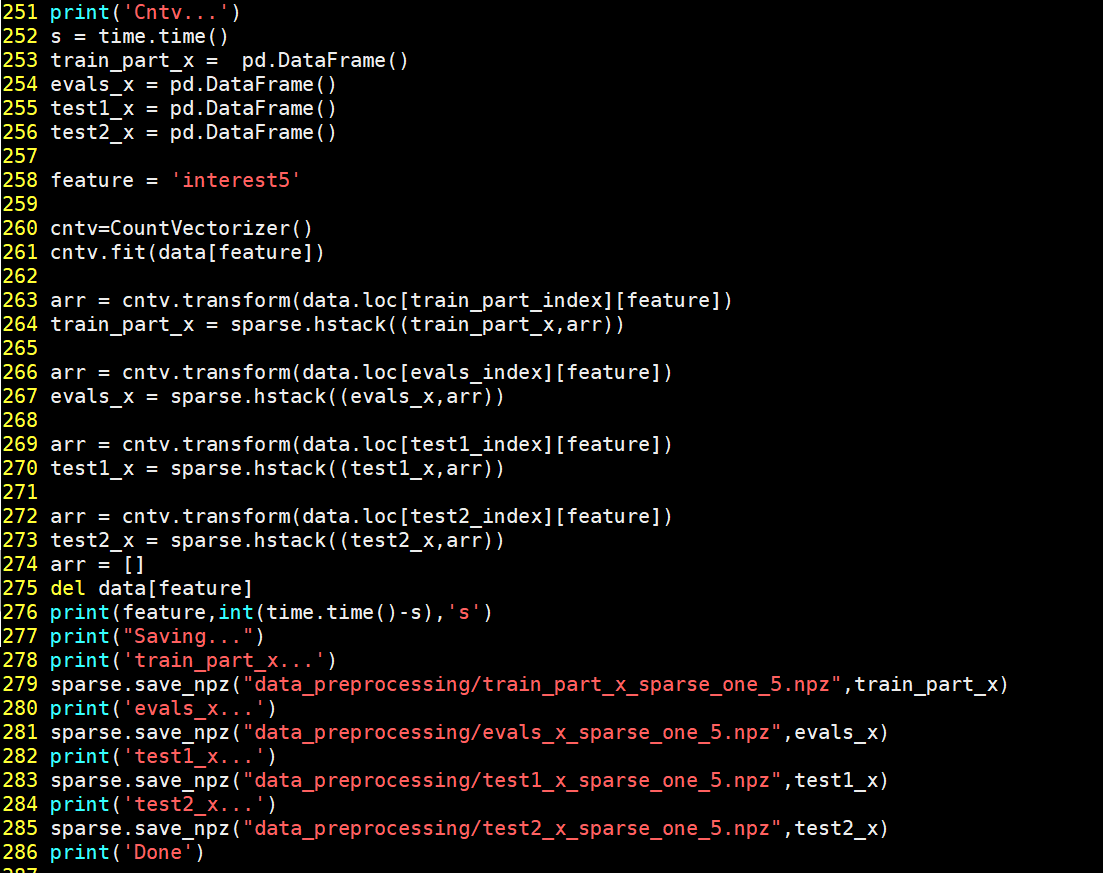 251 print('Cntv...')
252 s = time.time()
253 train_part_x =  pd.DataFrame()
254 evals_x = pd.DataFrame()
255 test1_x = pd.DataFrame()
256 test2_x = pd.DataFrame()
257
258 feature = 'interest5'
259
260 cntv=CountVectorizer()
261 cntv.fit(data[feature])
262
263 arr = cntv.transform(data.loc[train_part_index][feature])
264 train_part_x = sparse.hstack((train_part_x,arr))
265
266 arr = cntv.transform(data.loc[evals_index][feature])
267 evals_x = sparse.hstack((evals_x,arr))
268
269 arr = cntv.transform(data.loc[test1_index][feature])
270 test1_x = sparse.hstack((test1_x,arr))
271
272 arr = cntv.transform(data.loc[test2_index][feature])
273 test2_x = sparse.hstack((test2_x,arr))
274 arr = []
275 del data[feature]
276 print(feature,int(time.time()-s),'s')
277 print("Saving...")
278 print('train_part_x...')
279 sparse.save_npz("data_preprocessing/train_part_x_sparse_one_5.npz",train_part_x)
280 print('evals_x...')
281 sparse.save_npz("data_preprocessing/evals_x_sparse_one_5.npz",evals_x)
282 print('test1_x...')
283 sparse.save_npz("data_preprocessing/test1_x_sparse_one_5.npz",test1_x)
284 print('test2_x...')
285 sparse.save_npz("data_preprocessing/test2_x_sparse_one_5.npz",test2_x)
286 print('Done')